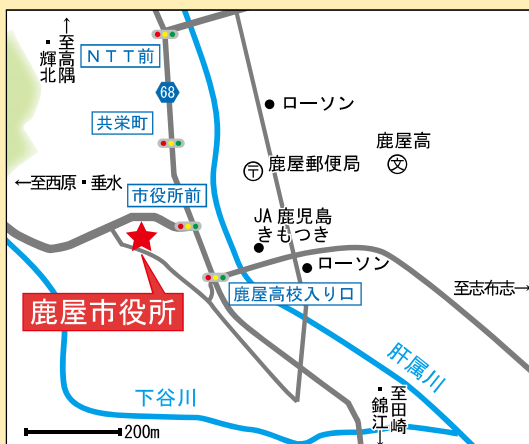 ↑至高隈
・輝北
NTT前
68
ローソン
共栄町
鹿屋高
文
〒
鹿屋郵便局
←至西原・垂水
市役所前
JA鹿児島
きもつき
ローソン
鹿屋高校入り口
至志布志→
鹿屋市役所
肝属川
下谷川
至田崎
・錦江→
200m